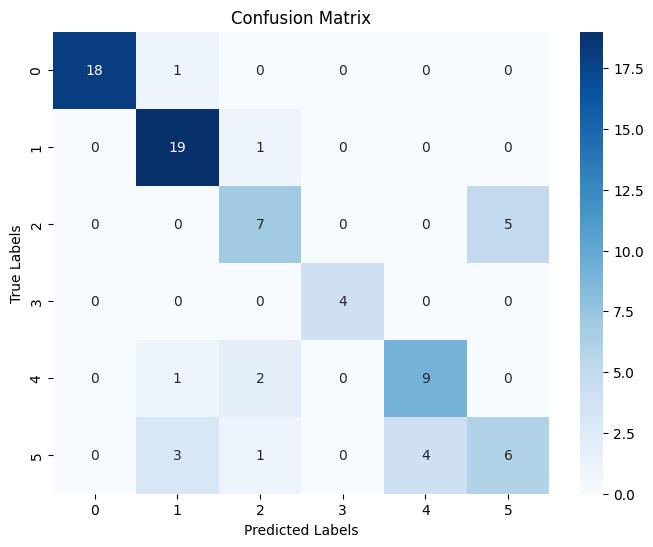 Confusion Matrix
True Labels
0 18 1 0 0 0 0
1 0 19 1 0 0 0
2 0 0 7 0 0 5
3 0 0 0 4 0 0
4 0 1 2 0 9 0
5 0 3 1 0 4 6
0 1 2 3 4 5
Predicted Labels
17.5
15.0
12.5
10.0
7.5
5.0
2.5
0.0